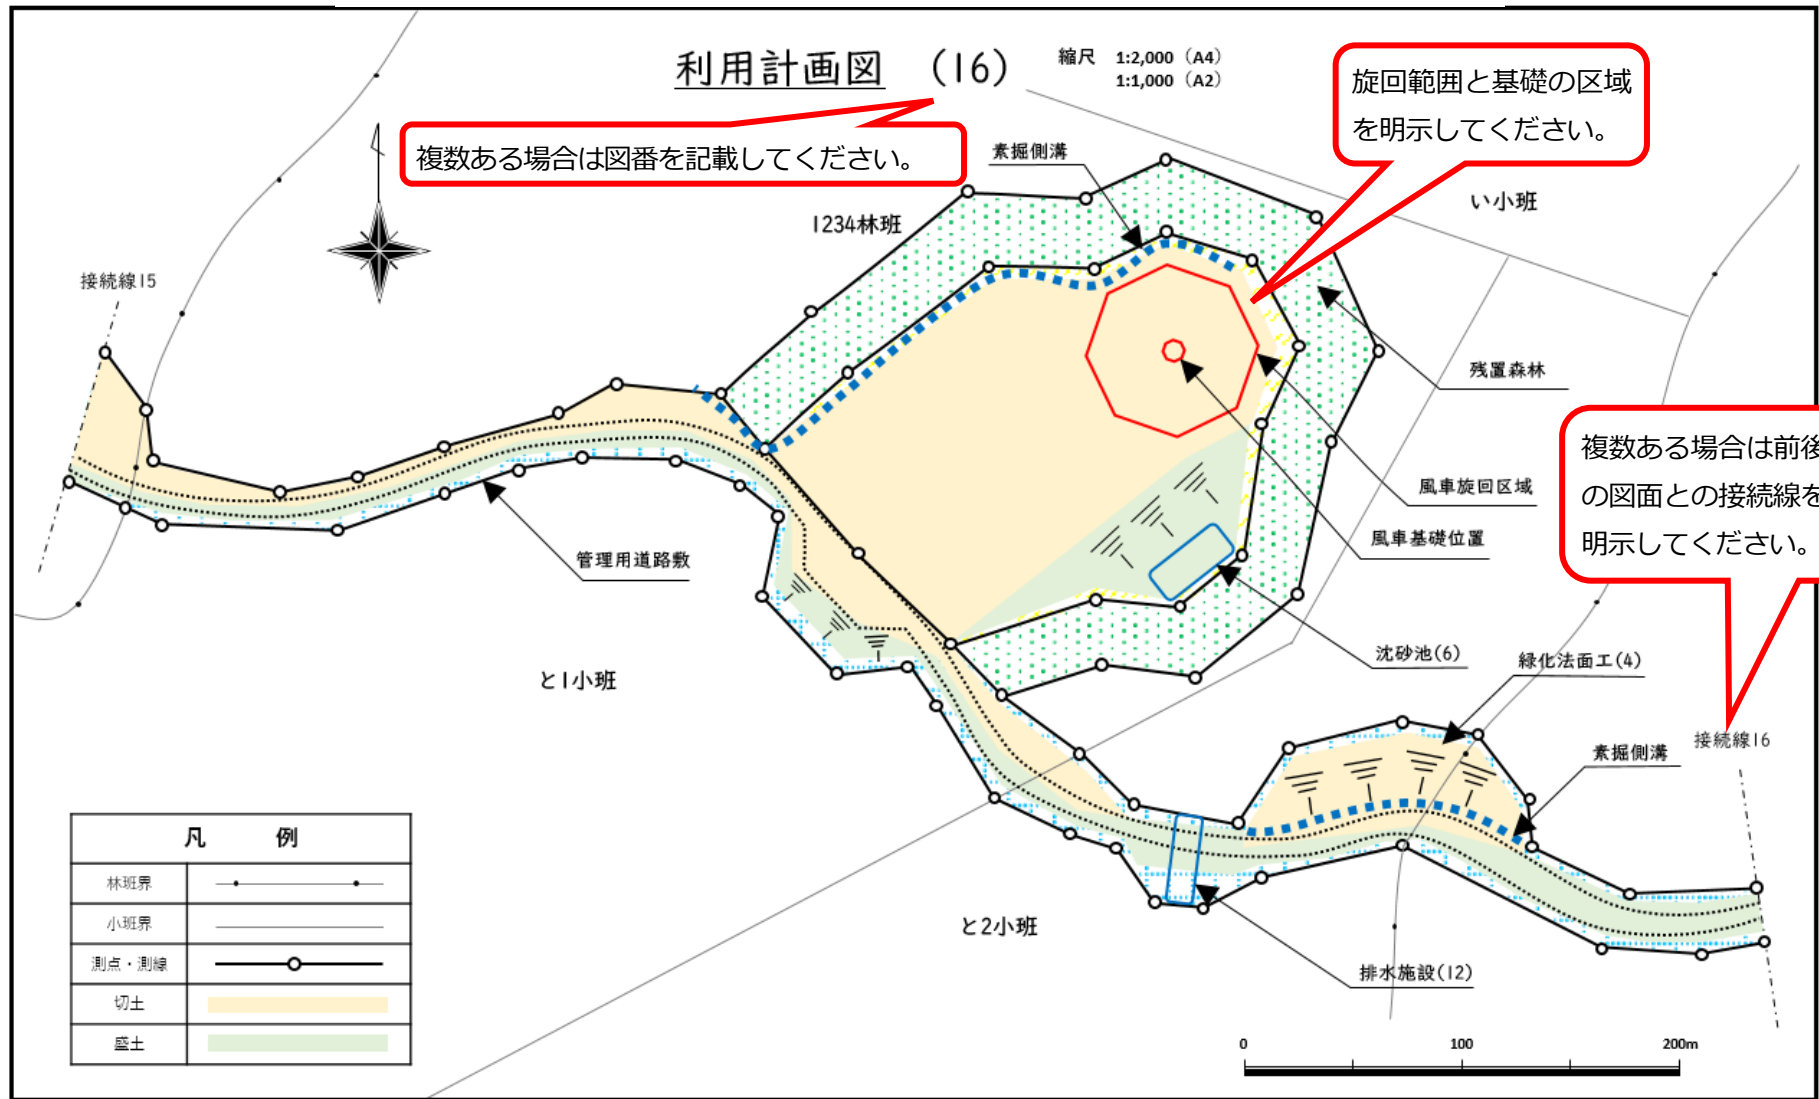 利用計画図 （16）
縮尺 1:2,000（A4）
1:1,000（A2）
複数ある場合は図番を記載してください。
旋回範囲と基礎の区域
を明示してください。
素掘側溝
1234林班
い小班
接続線15
残置森林
複数ある場合は前後
の図面との接続線を
明示してください。
風車旋回区域
風車基礎位置
管理用道路敷
沈砂池(6)
緑化法面工(4)
と1小班
素掘側溝
接続線16
と2小班
排水施設(12)
凡 例
林班界
小班界
測点・測線
切土
盛土
0 100 200m